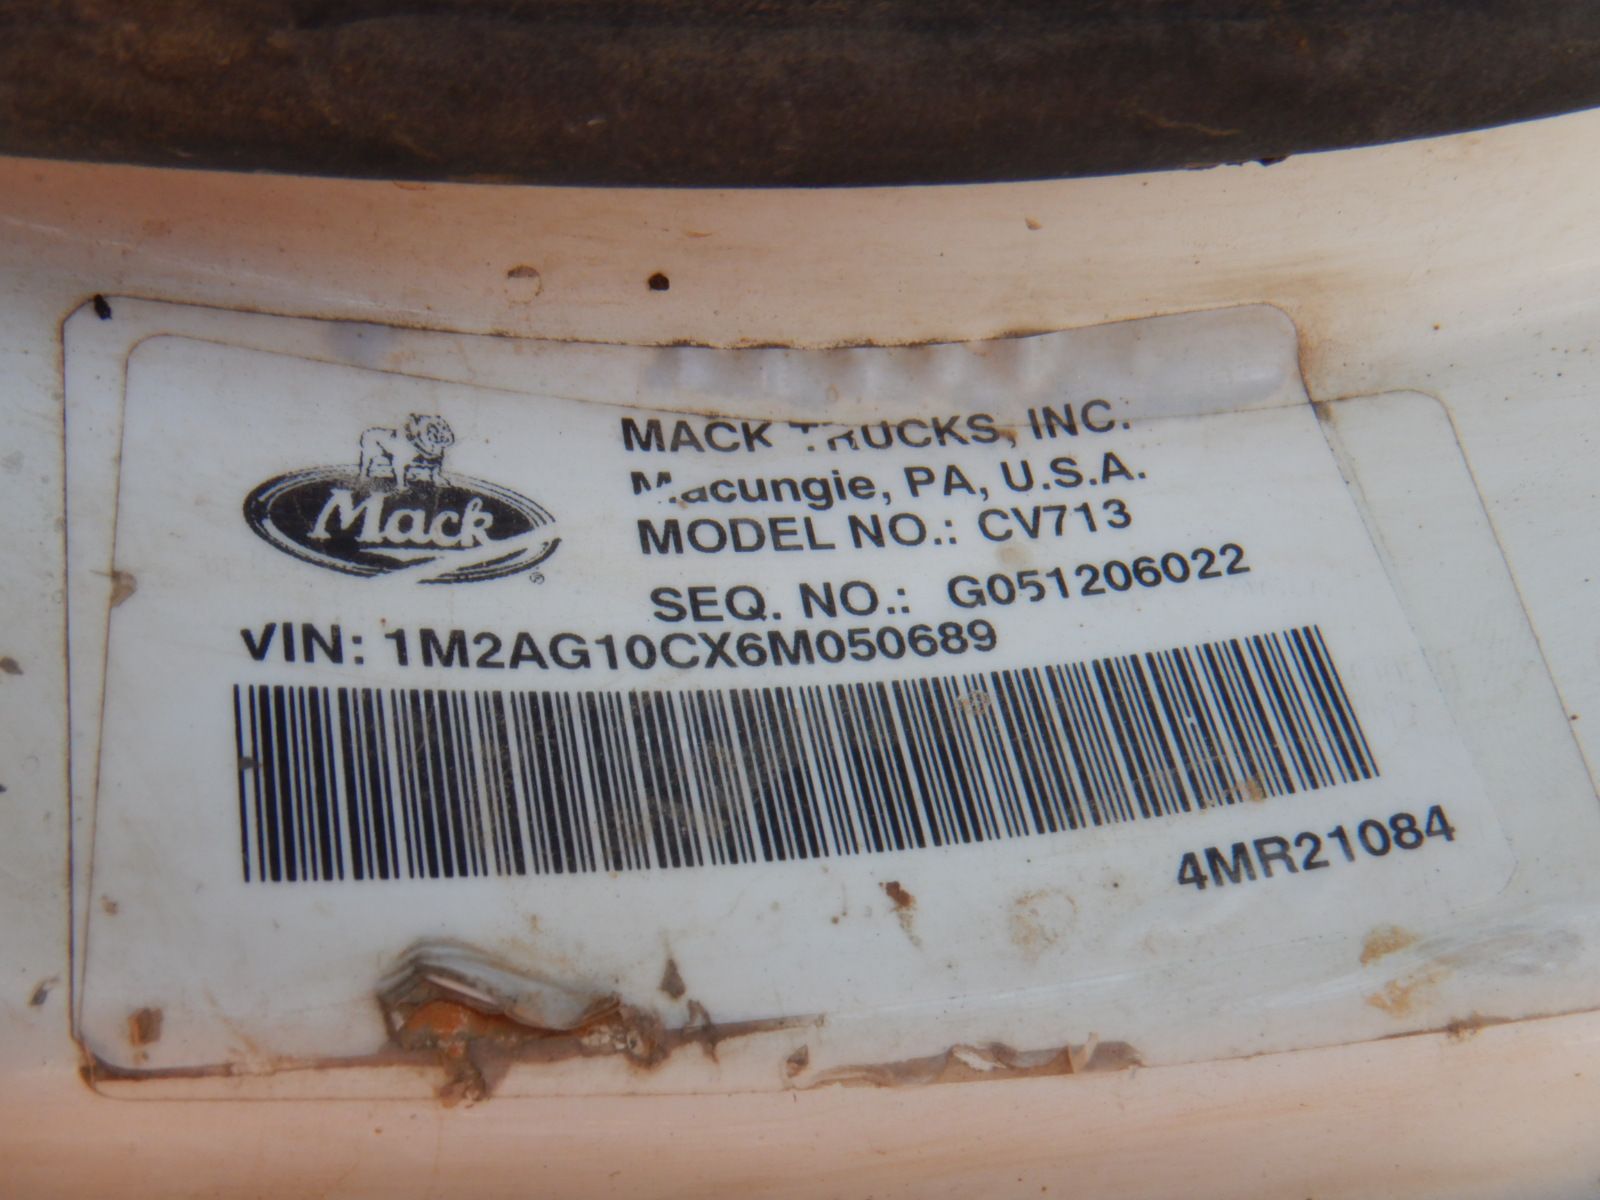 Mack
MACK TRUCKS, INC.
Macungie, PA, U.S.A.
MODEL NO.: CV713
SEQ. NO.: G051206022
VIN: 1M2AG10CX6M050689
4MR21084